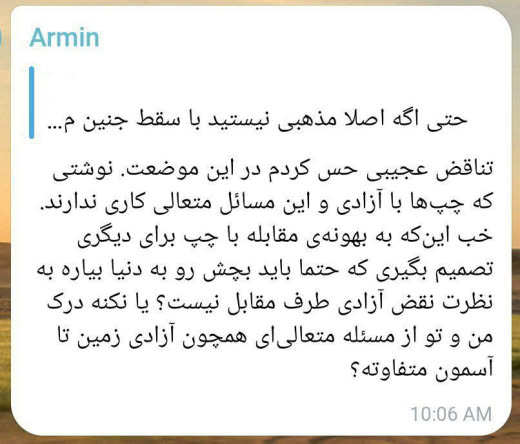 Armin
حتی اگه اصلا مذهبی نیستید با سقط جنین م...
تناقض عجیبی حس کردم در این موضعت. نوشتی
که چپ‌ها با آزادی و این مسائل متعالی کاری ندارند.
خب این‌که به بهونه‌ی مقابله با چپ برای دیگری
تصمیم بگیری که حتما باید بچش رو به دنیا بیاره به
نظرت نقض آزادی طرف مقابل نیست؟ یا نکنه درک
من و تو از مسئله متعالی‌ای همچون آزادی زمین تا
آسمون متفاوته؟
10:06 AM